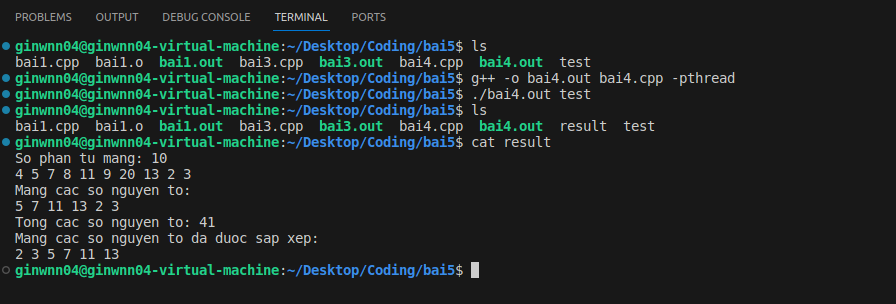 PROBLEMS OUTPUT DEBUG CONSOLE TERMINAL PORTS
ginwnn04@ginwnn04-virtual-machine:~/Desktop/Coding/bai5$ ls
bai1.cpp bai1.o bai1.out bai3.cpp bai3.out bai4.cpp bai4.out test
ginwnn04@ginwnn04-virtual-machine:~/Desktop/Coding/bai5$ g++ -o bai4.out bai4.cpp -pthread
ginwnn04@ginwnn04-virtual-machine:~/Desktop/Coding/bai5$ ./bai4.out test
ginwnn04@ginwnn04-virtual-machine:~/Desktop/Coding/bai5$ ls
bai1.cpp bai1.o bai1.out bai3.cpp bai3.out bai4.cpp bai4.out result test
ginwnn04@ginwnn04-virtual-machine:~/Desktop/Coding/bai5$ cat result
So phan tu mang: 10
4 5 7 8 11 9 20 13 2 3
Mang cac so nguyen to:
5 7 11 13 2 3
Tong cac so nguyen to: 41
Mang cac so nguyen to da duoc sap xep:
2 3 5 7 11 13
ginwnn04@ginwnn04-virtual-machine:~/Desktop/Coding/bai5$